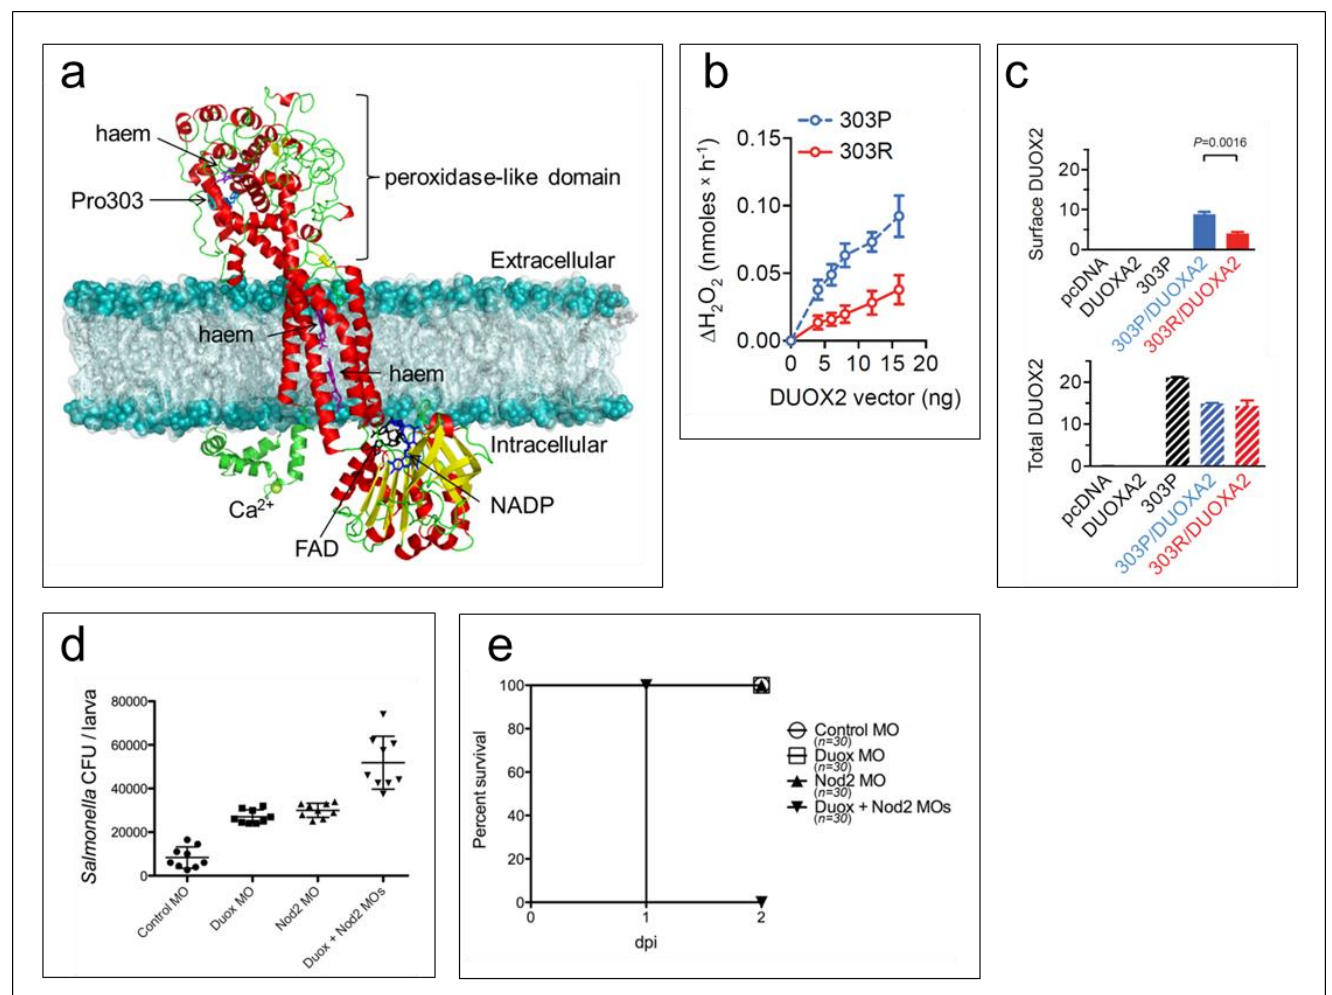 a
haem
Pro303
peroxidase-like domain
Extracellular
haem
haem
Intracellular
Ca²⁺
NADP
FAD
b
303P
303R
0.15
0.10
0.05
0.00
0
5
10
15
20
ΔH₂O₂ (nmoles × h⁻¹)
DUOX2 vector (ng)
c
P=0.0016
Surface DUOX2
20
10
0
pcDNA
DUOXA2
303P
303P/DUOXA2
303R/DUOXA2
Total DUOX2
20
10
0
pcDNA
DUOXA2
303P
303P/DUOXA2
303R/DUOXA2
d
Salmonella CFU / larva
80000
60000
40000
20000
0
Control MO
Duox MO
Nod2 MO
Duox + Nod2 MOs
e
Percent survival
100
80
60
40
20
0
0
1
2
dpi
Control MO
(n=30)
Duox MO
(n=30)
Nod2 MO
(n=30)
Duox + Nod2 MOs
(n=30)